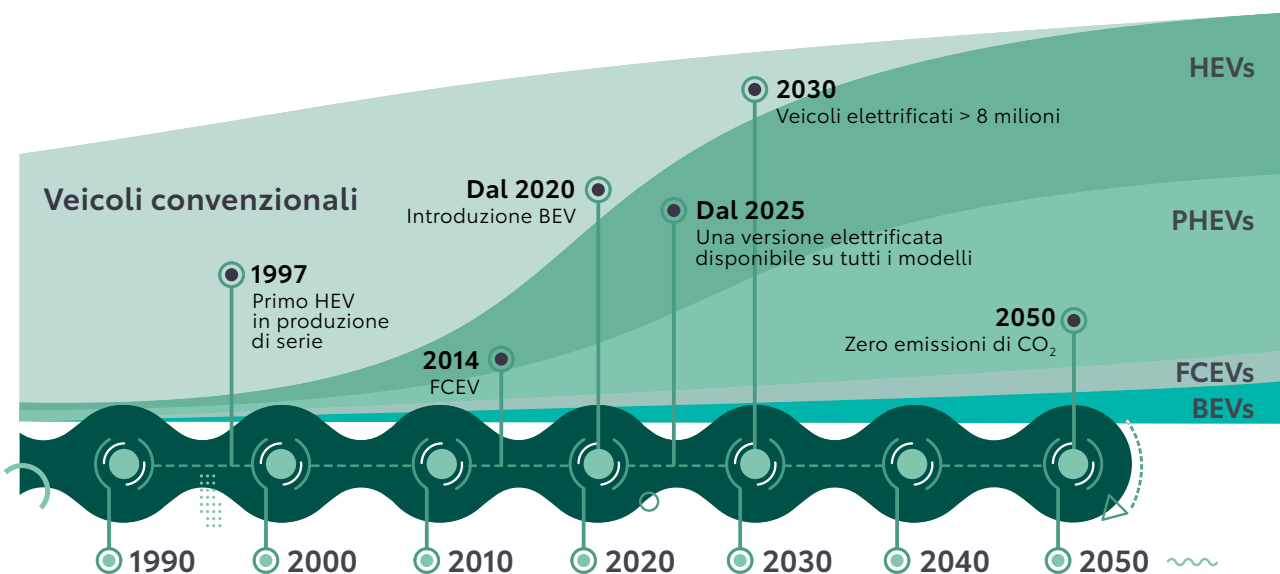 HEVs
2030
Veicoli elettrificati > 8 milioni
Veicoli convenzionali
Dal 2020
Introduzione BEV
Dal 2025
Una versione elettrificata
disponibile su tutti i modelli
PHEVs
1997
Primo HEV
in produzione
di serie
2014
FCEV
2050
Zero emissioni di CO₂
FCEVs
BEVs
1990
2000
2010
2020
2030
2040
2050